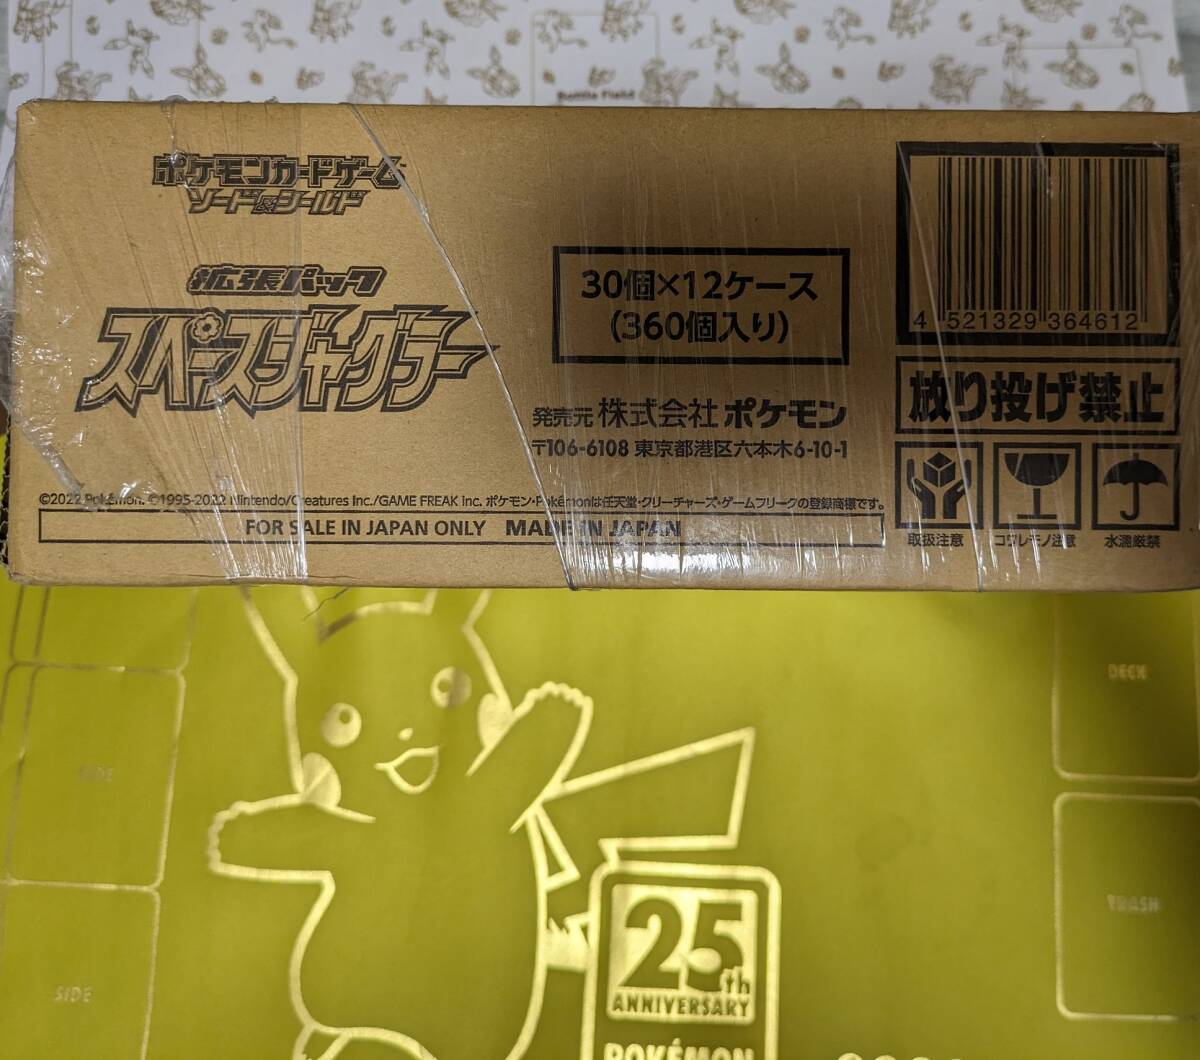 Battle Field
ポケモンカードゲーム
ソード&シールド
拡張パック
スペースジャグラー
30個×12ケース
(360個入り)
発売元 株式会社 ポケモン
〒106-6108 東京都港区六本木6-10-1
©2022 Pokémon. ©1995-2022 Nintendo/Creatures Inc./GAME FREAK inc. ポケモン・Pokémonは任天堂・クリーチャーズ・ゲームフリークの登録商標です。
FOR SALE IN JAPAN ONLY MADE IN JAPAN
4 521329 364612
放り投げ禁止
取扱注意
コワレモノ注意
水濡厳禁
DECK
TRASH
SIDE
SIDE
25th
ANNIVERSARY
POKÉMON